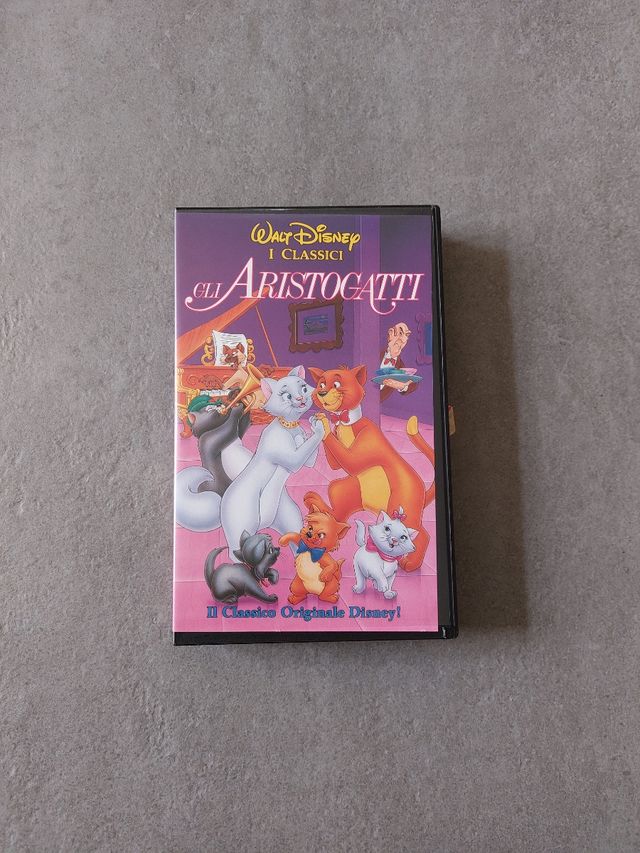 WALT DISNEY
I CLASSICI
GLI ARISTOGATTI
Il Classico Originale Disney!